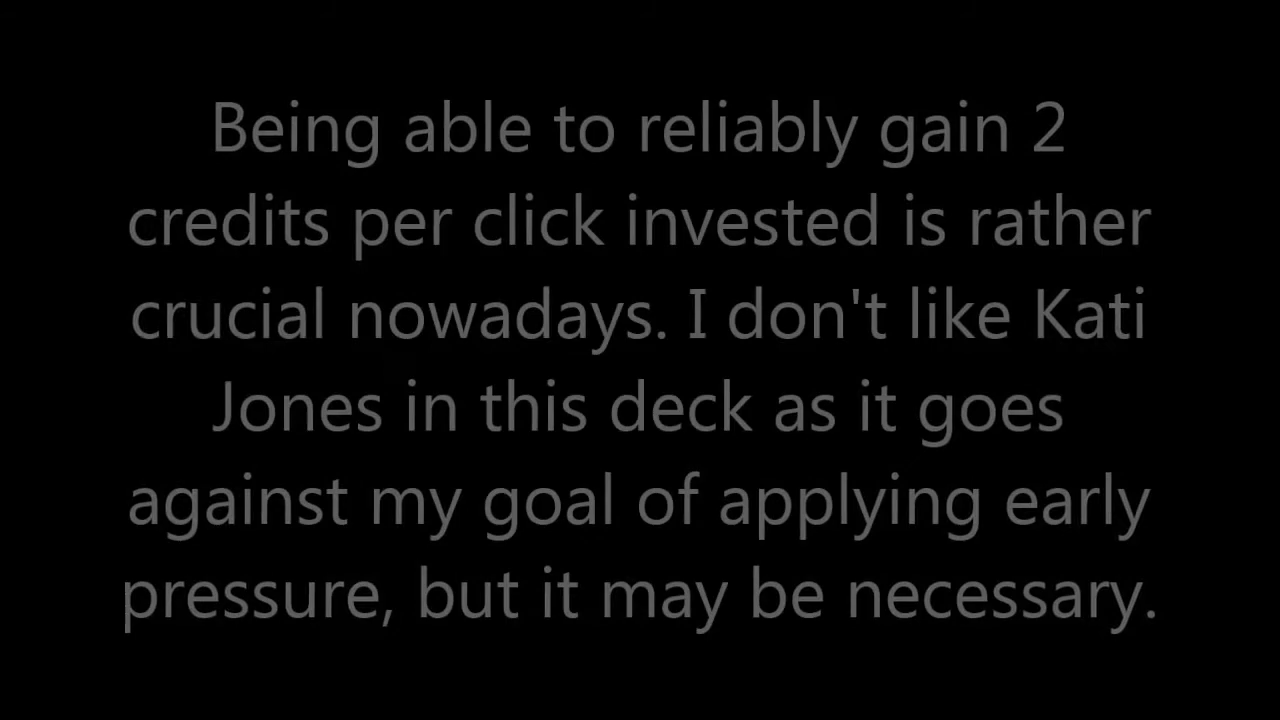 Being able to reliably gain 2
credits per click invested is rather
crucial nowadays. I don't like Kati
Jones in this deck as it goes
against my goal of applying early
pressure, but it may be necessary.